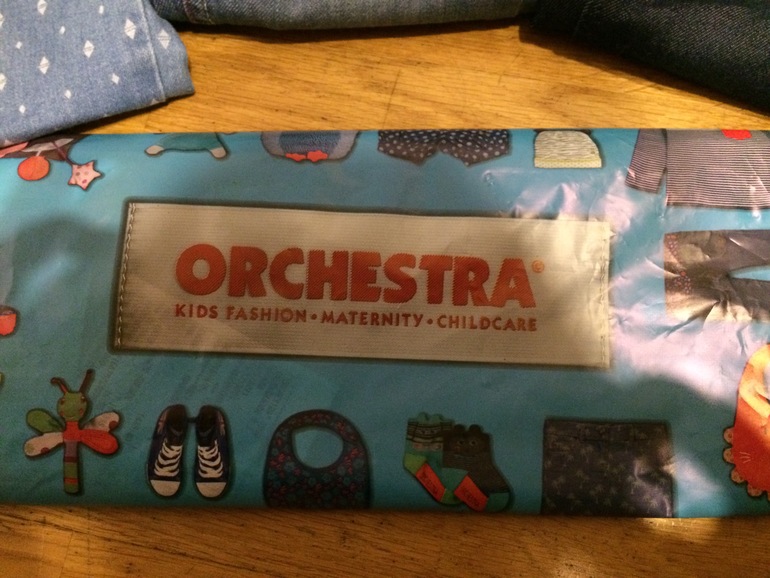 ORCHESTRA®
KIDS FASHION • MATERNITY • CHILDCARE